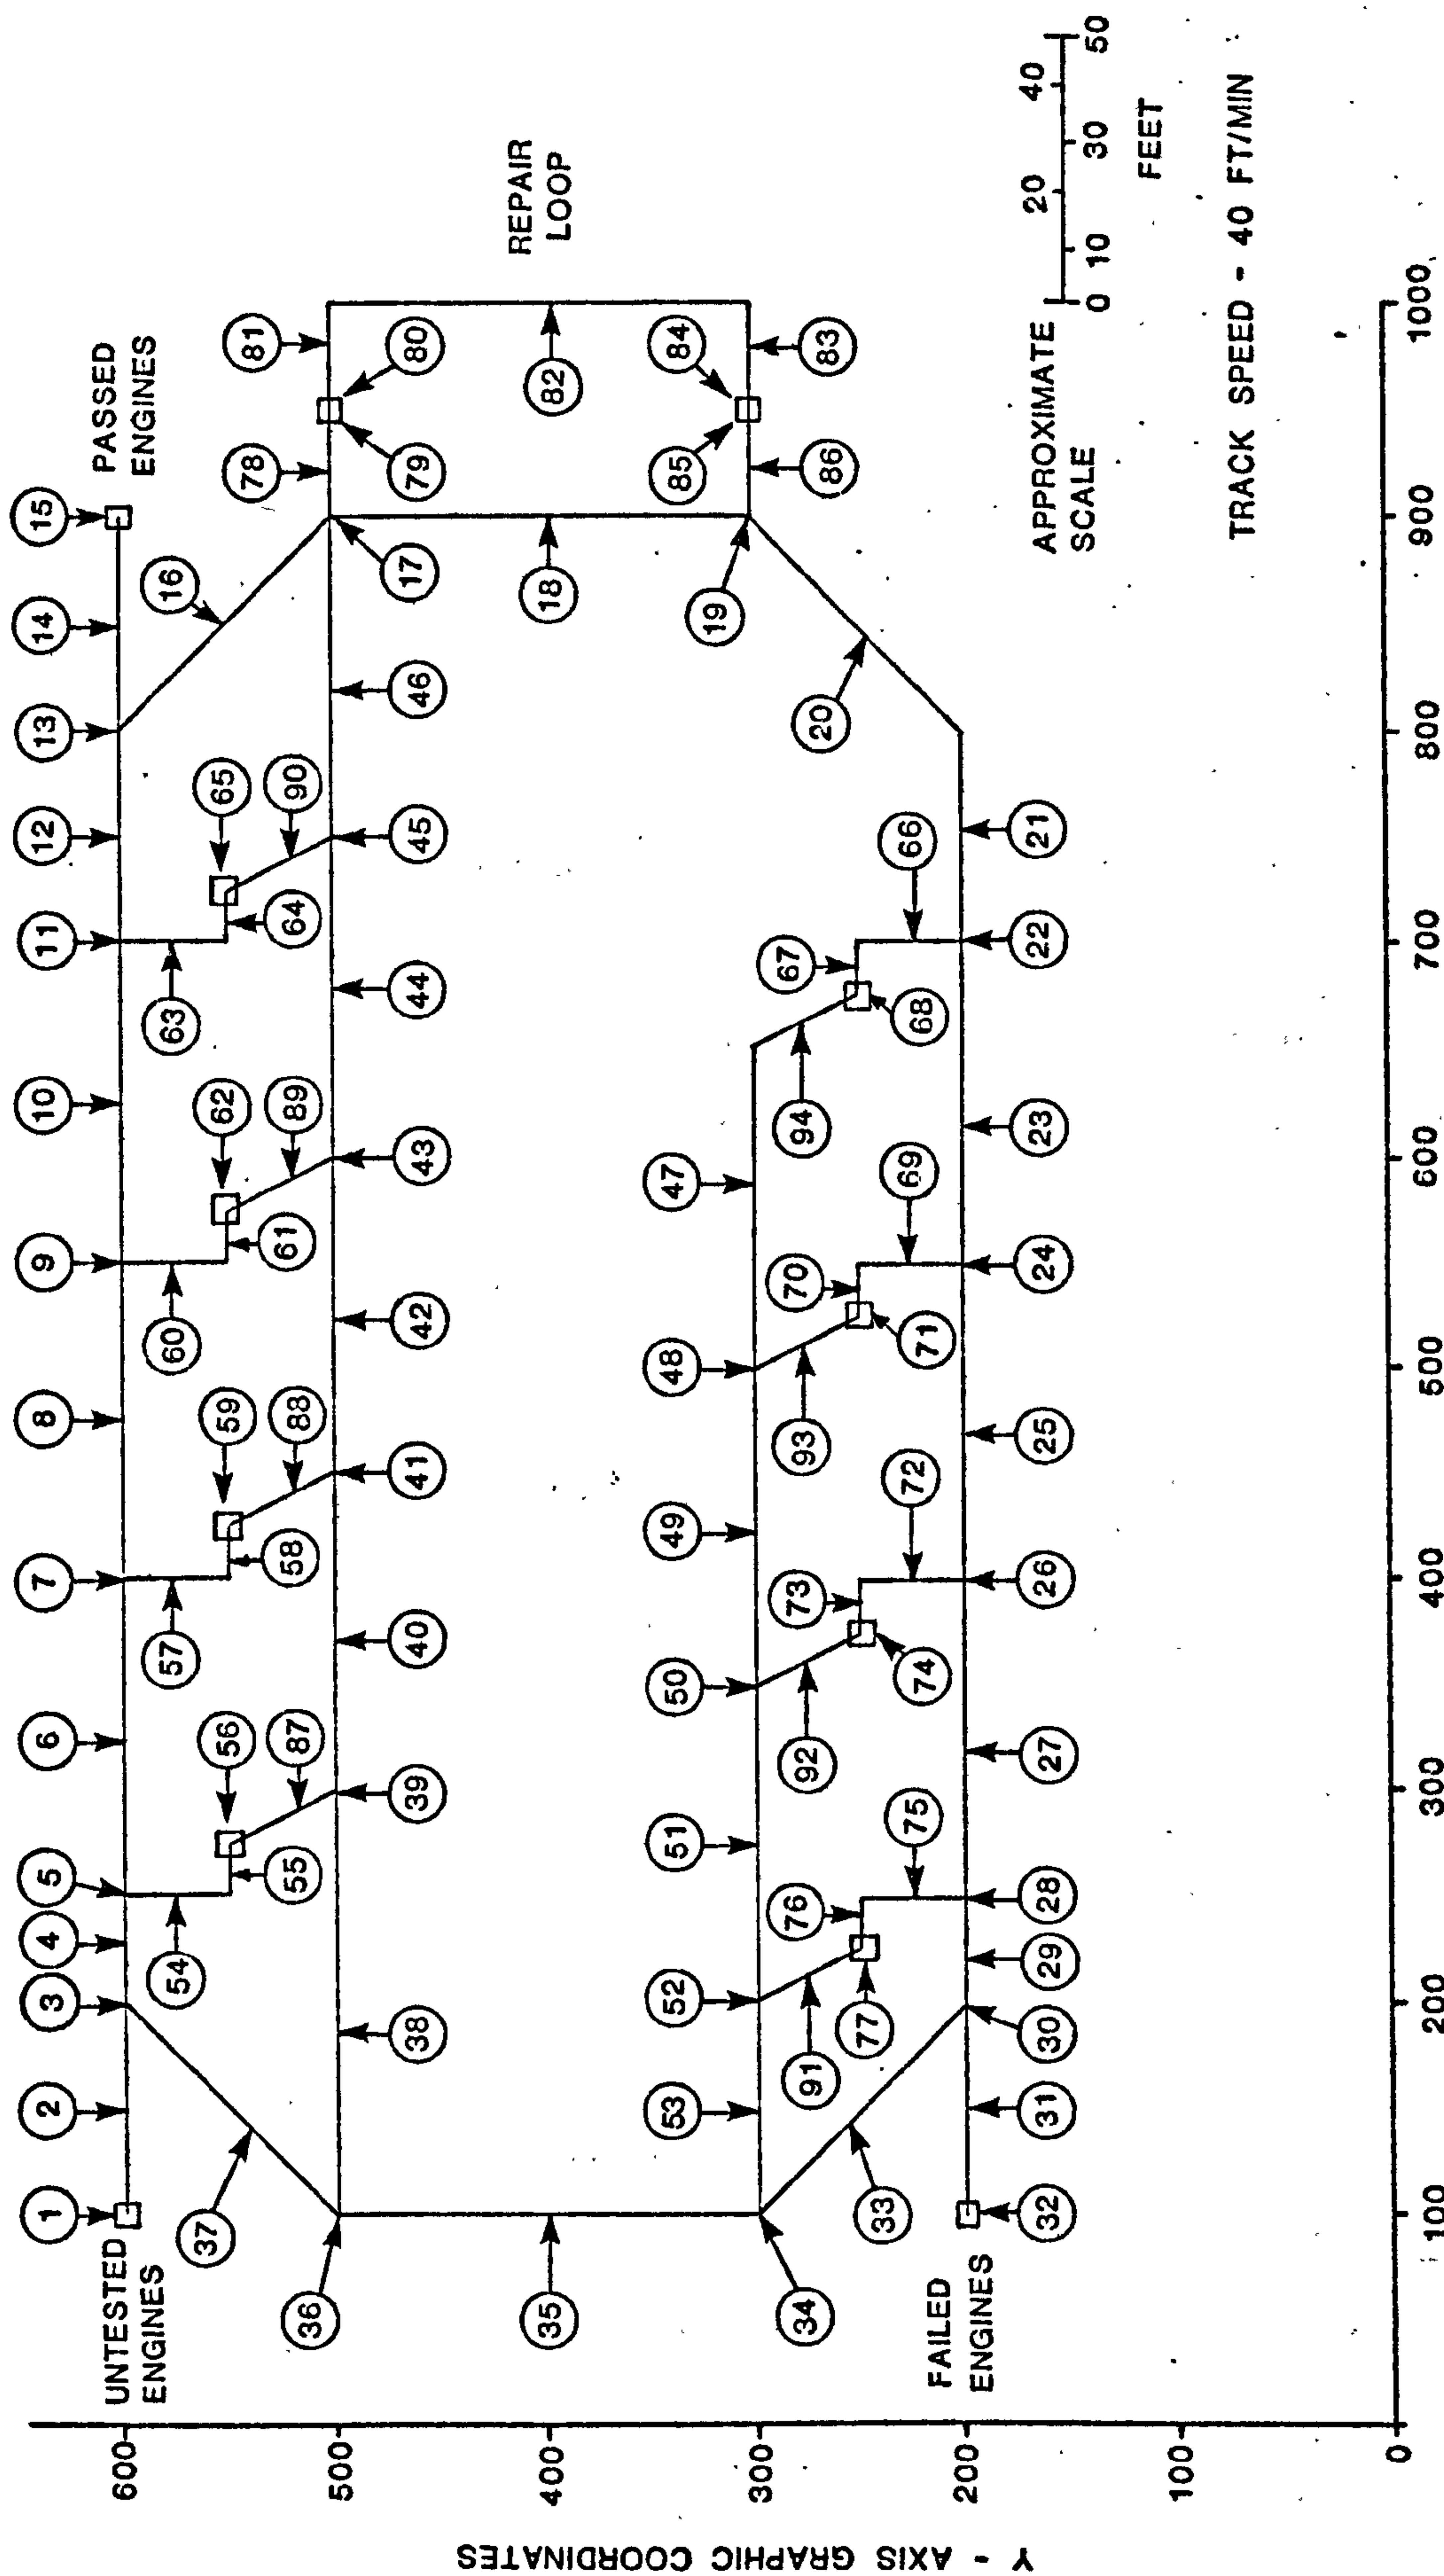 1 2 3 4 5 6 7 8 9 10 11 12 13 14 15
UNTESTED
ENGINES
PASSED
ENGINES
600
37 54 57 60 63 16
56 59 62 65
87 88 89 90
55 58 61 64
78 81
500
36 38 39 40 41 42 43 44 45 46 17 79 80
400
35 18 82
REPAIR
LOOP
34 53 52 51 50 49 48 47 19 85 84
300
86 83
91 92 93 94 20
76 73 70 67
33 77 75 74 72 71 69 68 66
FAILED
ENGINES
200
32 31 30 29 28 27 26 25 24 23 22 21
APPROXIMATE
SCALE
20 40
0 10 30 50
FEET
100
TRACK SPEED - 40 FT/MIN
0
100 200 300 400 500 600 700 800 900 1000
Y - AXIS GRAPHIC COORDINATES